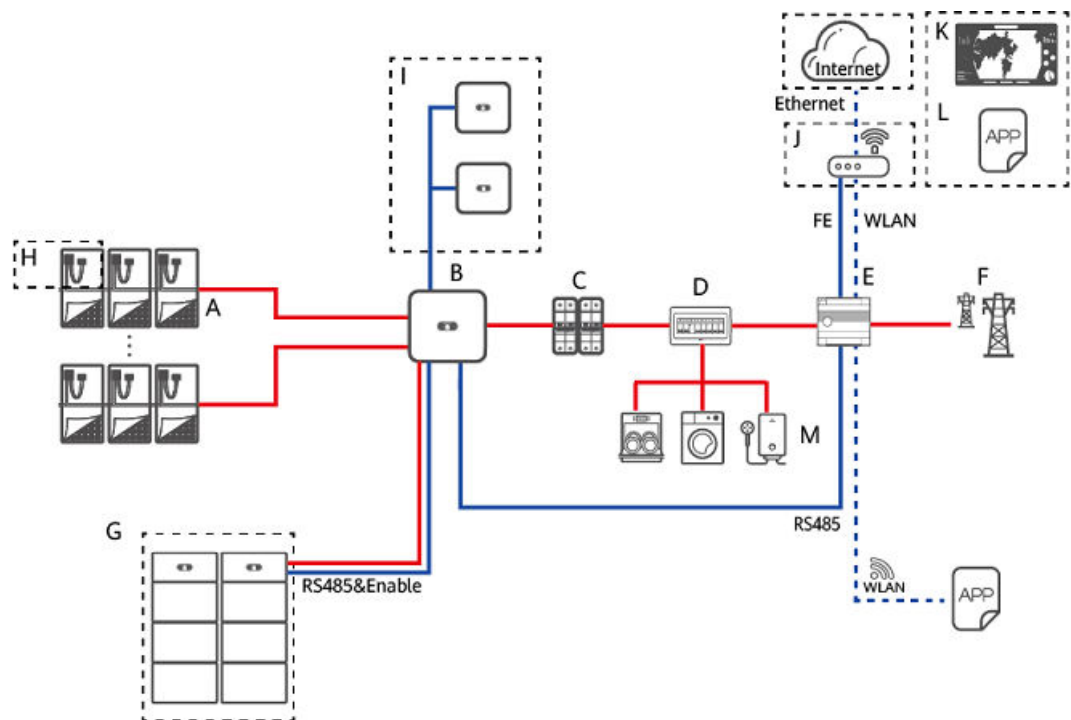 Internet
K
Ethernet
L
APP
I
J
FE
WLAN
H
A
B
C
D
E
F
M
G
RS485
RS485&Enable
WLAN
APP